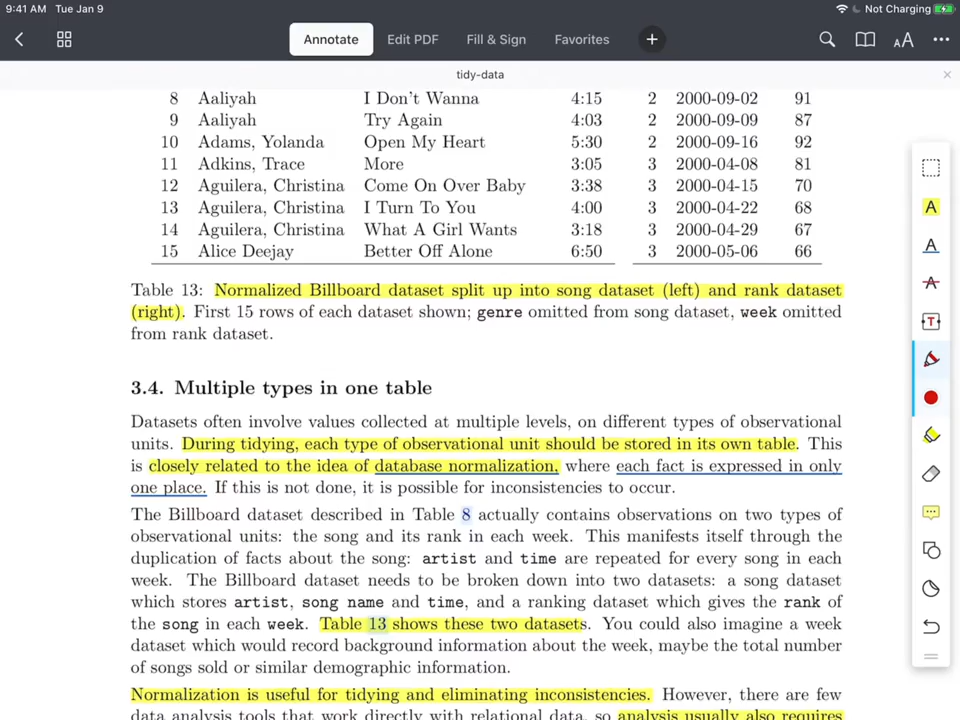 9:41 AM Tue Jan 9 Not Charging
Annotate Edit PDF Fill & Sign Favorites + AA
tidy-data
8 Aaliyah I Don't Wanna 4:15 2 2000-09-02 91
9 Aaliyah Try Again 4:03 2 2000-09-09 87
10 Adams, Yolanda Open My Heart 5:30 2 2000-09-16 92
11 Adkins, Trace More 3:05 3 2000-04-08 81
12 Aguilera, Christina Come On Over Baby 3:38 3 2000-04-15 70
13 Aguilera, Christina I Turn To You 4:00 3 2000-04-22 68
14 Aguilera, Christina What A Girl Wants 3:18 3 2000-04-29 67
15 Alice Deejay Better Off Alone 6:50 3 2000-05-06 66
Table 13: Normalized Billboard dataset split up into song dataset (left) and rank dataset
(right). First 15 rows of each dataset shown; genre omitted from song dataset, week omitted
from rank dataset.
3.4. Multiple types in one table
Datasets often involve values collected at multiple levels, on different types of observational
units. During tidying, each type of observational unit should be stored in its own table. This
is closely related to the idea of database normalization, where each fact is expressed in only
one place. If this is not done, it is possible for inconsistencies to occur.
The Billboard dataset described in Table 8 actually contains observations on two types of
observational units: the song and its rank in each week. This manifests itself through the
duplication of facts about the song: artist and time are repeated for every song in each
week. The Billboard dataset needs to be broken down into two datasets: a song dataset
which stores artist, song name and time, and a ranking dataset which gives the rank of
the song in each week. Table 13 shows these two datasets. You could also imagine a week
dataset which would record background information about the week, maybe the total number
of songs sold or similar demographic information.
Normalization is useful for tidying and eliminating inconsistencies. However, there are few
data analysis tools that work directly with relational data, so analysis usually also requires
A
A
A
T